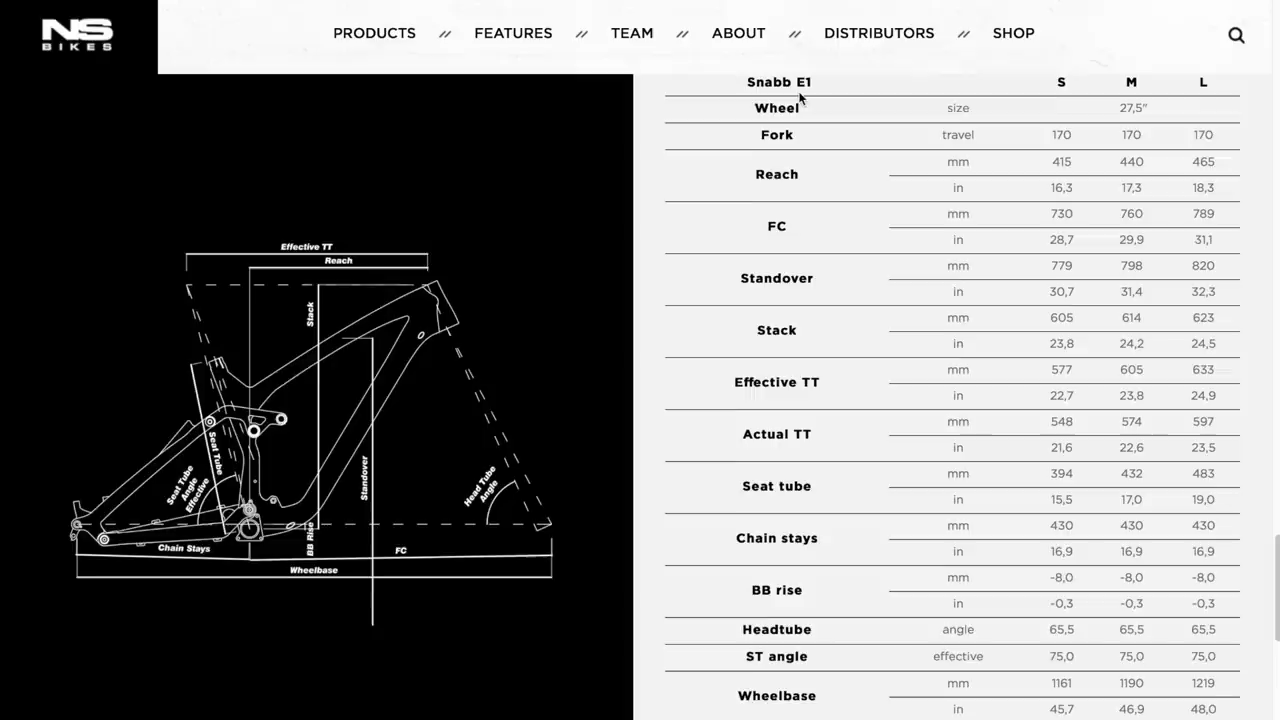 NS
BIKES
PRODUCTS // FEATURES // TEAM // ABOUT // DISTRIBUTORS // SHOP
Effective TT
Reach
Stack
Seat Tube
Seat Tube
Angle
Effective
Standover
Head Tube
Angle
BB Rise
Chain Stays
FC
Wheelbase
Snabb E1 S M L
Wheel size 27,5"
Fork travel 170 170 170
Reach
mm 415 440 465
in 16,3 17,3 18,3
FC
mm 730 760 789
in 28,7 29,9 31,1
Standover
mm 779 798 820
in 30,7 31,4 32,3
Stack
mm 605 614 623
in 23,8 24,2 24,5
Effective TT
mm 577 605 633
in 22,7 23,8 24,9
Actual TT
mm 548 574 597
in 21,6 22,6 23,5
Seat tube
mm 394 432 483
in 15,5 17,0 19,0
Chain stays
mm 430 430 430
in 16,9 16,9 16,9
BB rise
mm -8,0 -8,0 -8,0
in -0,3 -0,3 -0,3
Headtube angle 65,5 65,5 65,5
ST angle effective 75,0 75,0 75,0
Wheelbase
mm 1161 1190 1219
in 45,7 46,9 48,0